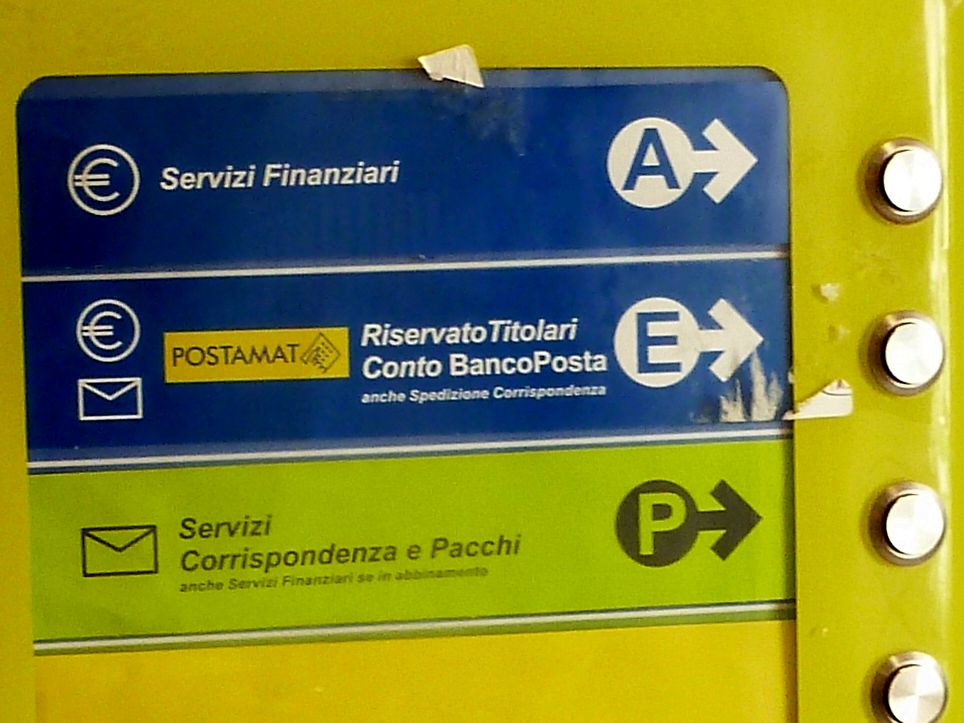 Servizi Finanziari
A
POSTAMAT
Riservato Titolari
Conto BancoPosta
anche Spedizione Corrispondenza
E
Servizi
Corrispondenza e Pacchi
anche Servizi Finanziari se in abbinamento
P